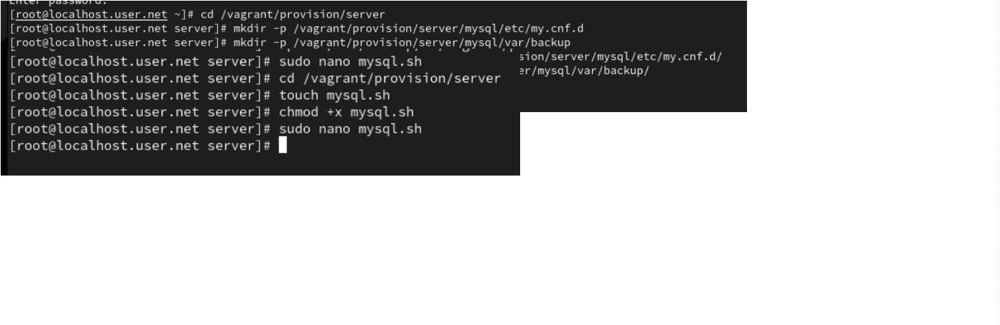 Enter password:
[root@localhost.user.net ~]# cd /vagrant/provision/server
[root@localhost.user.net server]# mkdir -p /vagrant/provision/server/mysql/etc/my.cnf.d
[root@localhost.user.net server]# mkdir -p /vagrant/provision/server/mysql/var/backup
sion/server/mysql/etc/my.cnf.d/
er/mysql/var/backup/
[root@localhost.user.net server]# sudo nano mysql.sh
[root@localhost.user.net server]# cd /vagrant/provision/server
[root@localhost.user.net server]# touch mysql.sh
[root@localhost.user.net server]# chmod +x mysql.sh
[root@localhost.user.net server]# sudo nano mysql.sh
[root@localhost.user.net server]#